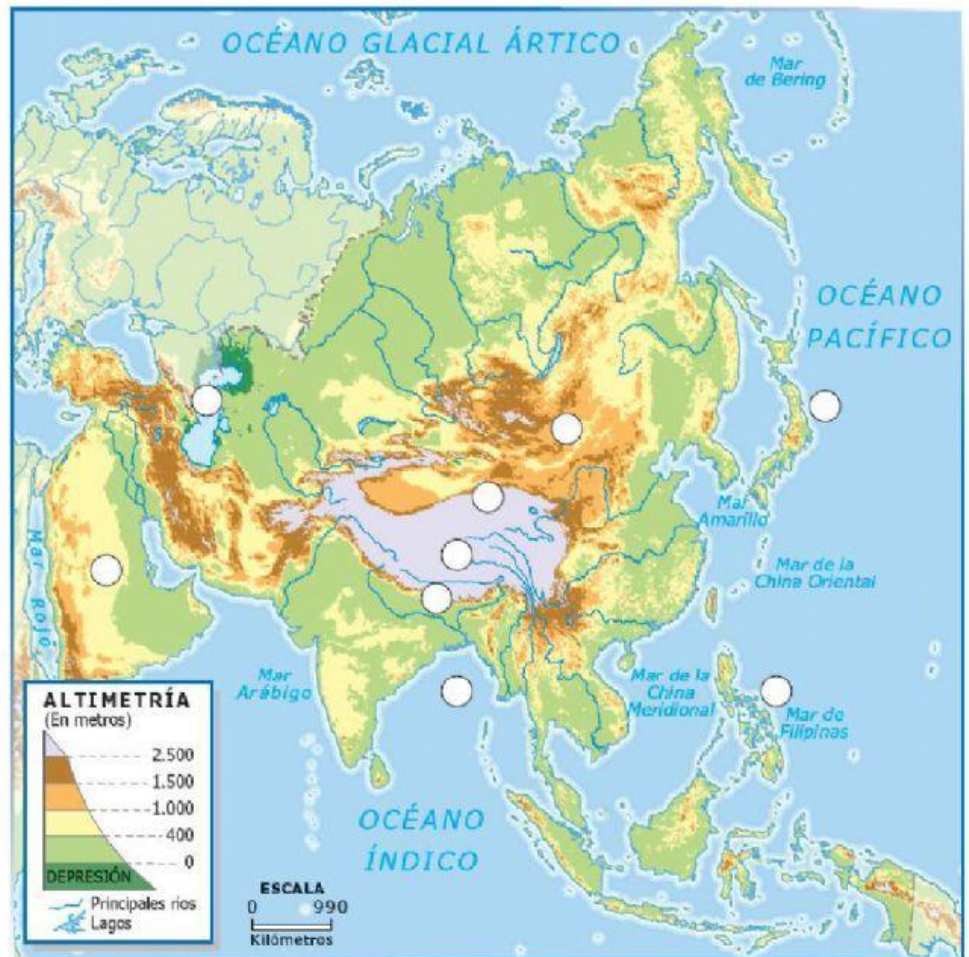 OCÉANO GLACIAL ÁRTICO
Mar
de Bering
OCÉANO
PACÍFICO
Mar
Amarillo
Mar de la
China Oriental
Mar Rojo
Mar
Arábigo
Mar de la
China
Meridional
Mar de
Filipinas
OCÉANO
ÍNDICO
ALTIMETRÍA
(En metros)
2.500
1.500
1.000
400
0
DEPRESIÓN
Principales ríos
Lagos
ESCALA
0 990
Kilómetros